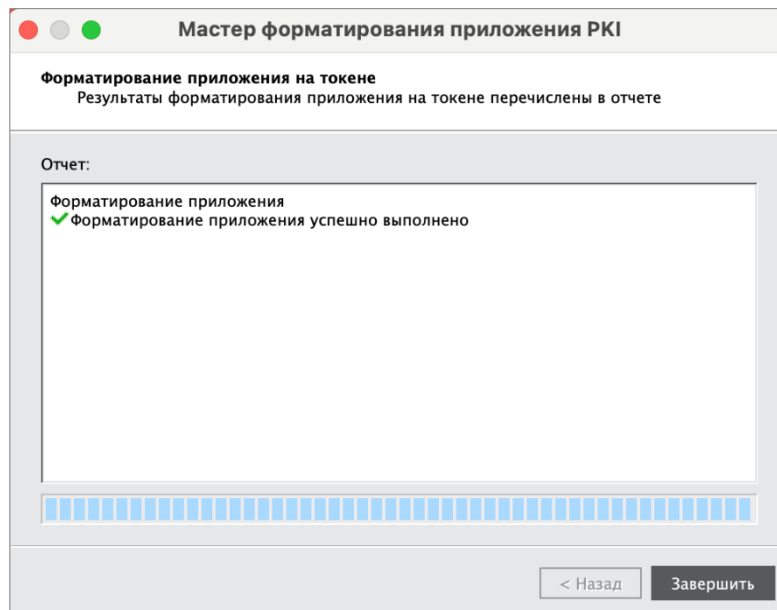 Мастер форматирования приложения PKI
Форматирование приложения на токене
Результаты форматирования приложения на токене перечислены в отчете
Отчет:
Форматирование приложения
Форматирование приложения успешно выполнено
< Назад
Завершить